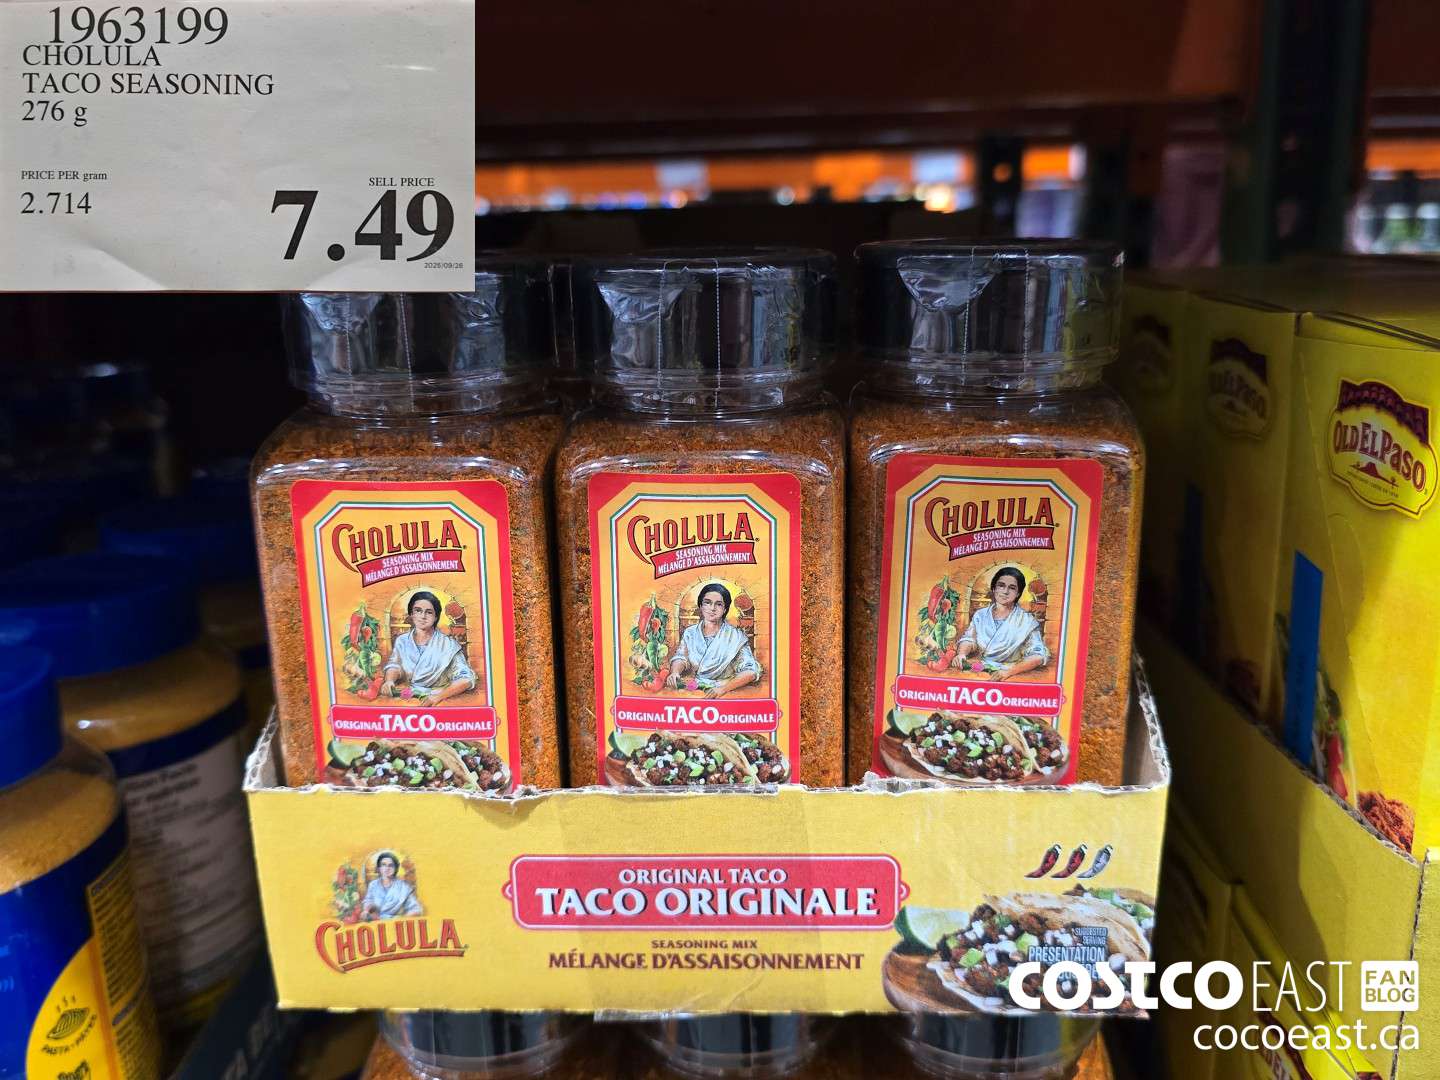 1963199
CHOLULA
TACO SEASONING
276 g
PRICE PER gram
2.714
SELL PRICE
7.49
2025/09/26
CHOLULA
SEASONING MIX
MÉLANGE D'ASSAISONNEMENT
ORIGINAL TACO ORIGINALE
CHOLULA
SEASONING MIX
MÉLANGE D'ASSAISONNEMENT
ORIGINAL TACO ORIGINALE
CHOLULA
SEASONING MIX
MÉLANGE D'ASSAISONNEMENT
ORIGINAL TACO ORIGINALE
OLD EL PASO
OLD EL PASO
CHOLULA
ORIGINAL TACO
TACO ORIGINALE
SEASONING MIX
MÉLANGE D'ASSAISONNEMENT
SUGGESTED
SERVING
PRESENTATION
COSTCO EAST FAN BLOG
cocoeast.ca